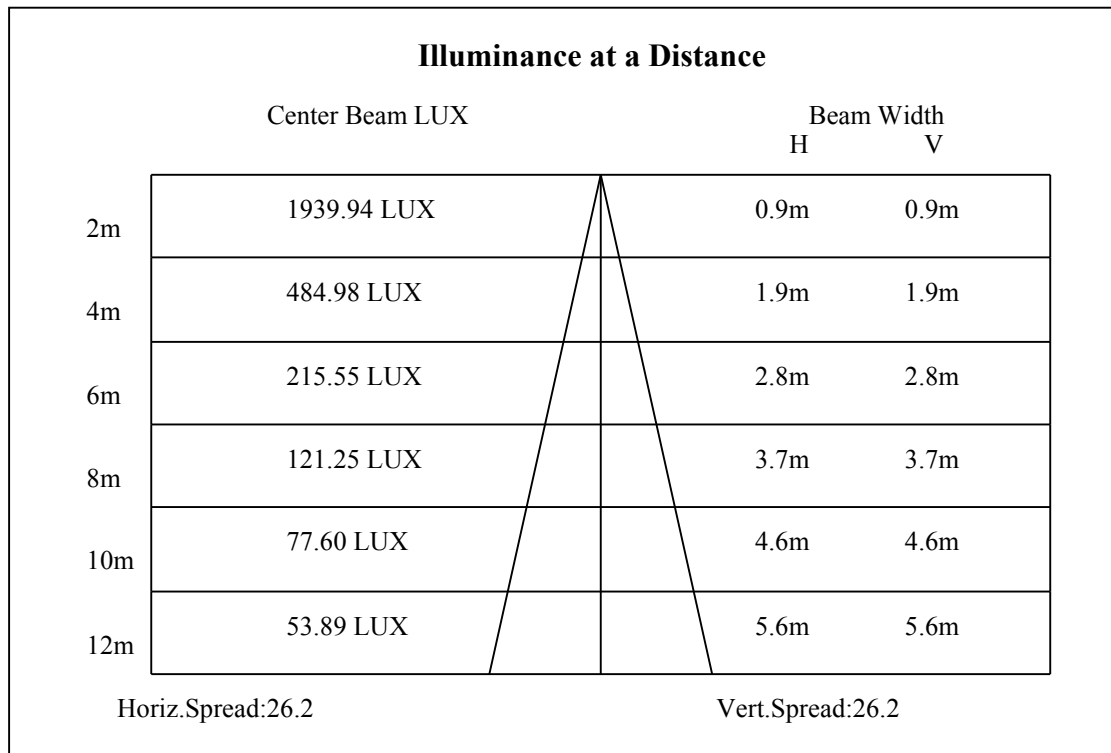 Illuminance at a Distance
Center Beam LUX Beam Width
H V
2m 1939.94 LUX 0.9m 0.9m
4m 484.98 LUX 1.9m 1.9m
6m 215.55 LUX 2.8m 2.8m
8m 121.25 LUX 3.7m 3.7m
10m 77.60 LUX 4.6m 4.6m
12m 53.89 LUX 5.6m 5.6m
Horiz.Spread:26.2 Vert.Spread:26.2